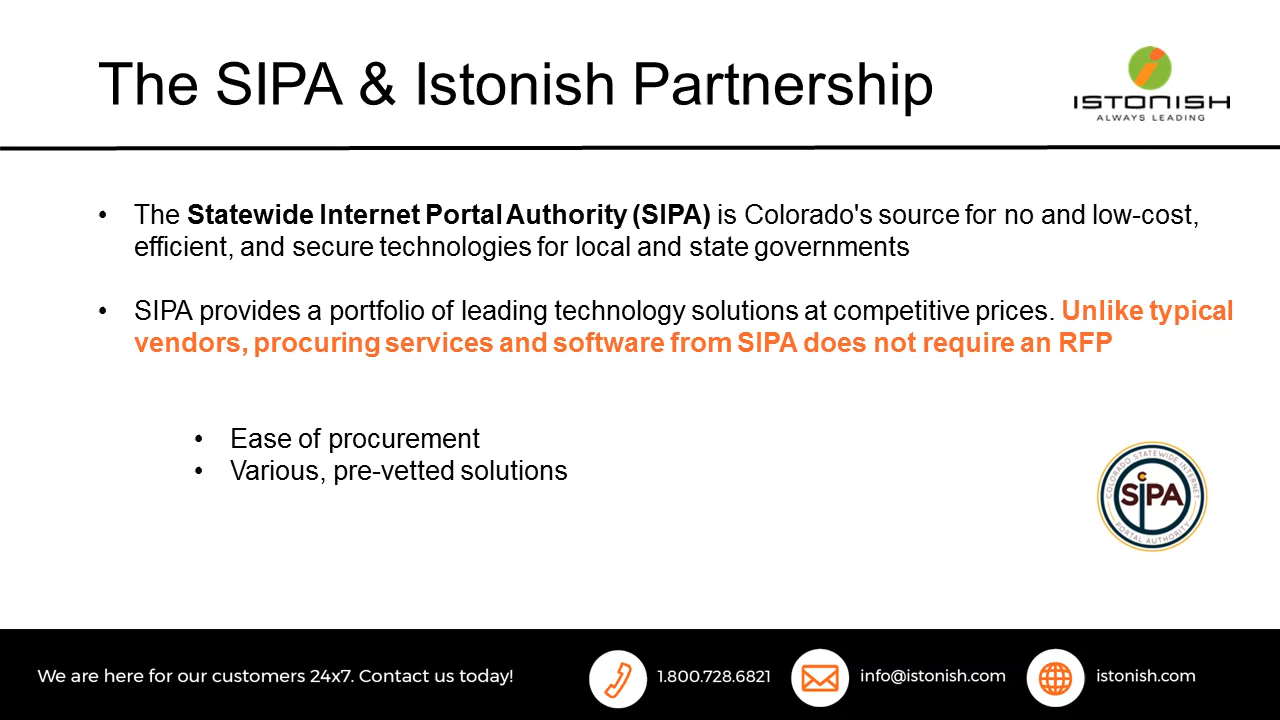 The SIPA & Istonish Partnership
ISTONISH
ALWAYS LEADING
• The Statewide Internet Portal Authority (SIPA) is Colorado's source for no and low-cost,
efficient, and secure technologies for local and state governments
• SIPA provides a portfolio of leading technology solutions at competitive prices. Unlike typical
vendors, procuring services and software from SIPA does not require an RFP
• Ease of procurement
• Various, pre-vetted solutions
COLORADO STATEWIDE INTERNET
SIPA
PORTAL AUTHORITY
We are here for our customers 24x7. Contact us today!
1.800.728.6821
info@istonish.com
istonish.com